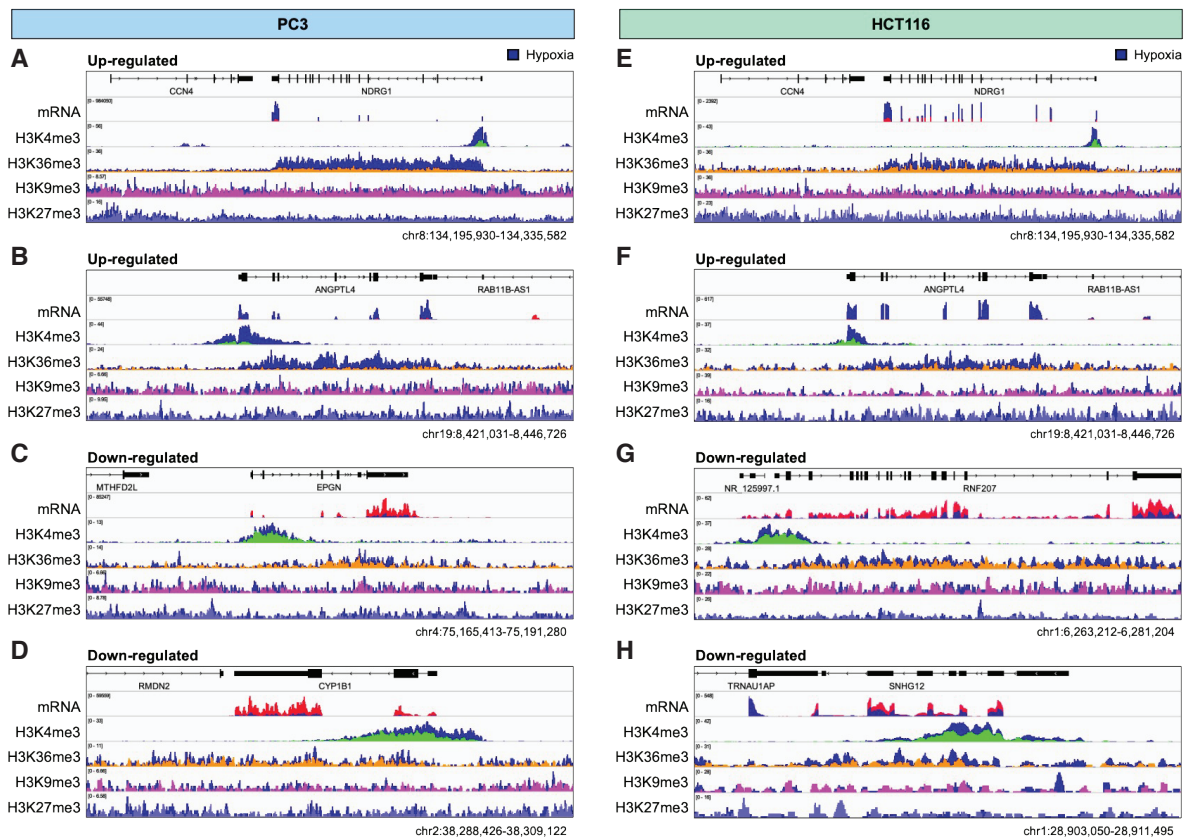 PC3
HCT116
A
Up-regulated
Hypoxia
CCN4
NDRG1
mRNA
H3K4me3
H3K36me3
H3K9me3
H3K27me3
chr8:134,195,930-134,335,582
B
Up-regulated
ANGPTL4
RAB11B-AS1
mRNA
H3K4me3
H3K36me3
H3K9me3
H3K27me3
chr19:8,421,031-8,446,726
C
Down-regulated
MTHFD2L
EPGN
mRNA
H3K4me3
H3K36me3
H3K9me3
H3K27me3
chr4:75,165,413-75,191,280
D
Down-regulated
RMDN2
CYP1B1
mRNA
H3K4me3
H3K36me3
H3K9me3
H3K27me3
chr2:38,288,426-38,309,122
E
Up-regulated
Hypoxia
CCN4
NDRG1
mRNA
H3K4me3
H3K36me3
H3K9me3
H3K27me3
chr8:134,195,930-134,335,582
F
Up-regulated
ANGPTL4
RAB11B-AS1
mRNA
H3K4me3
H3K36me3
H3K9me3
H3K27me3
chr19:8,421,031-8,446,726
G
Down-regulated
NR_125997.1
RNF207
mRNA
H3K4me3
H3K36me3
H3K9me3
H3K27me3
chr1:6,263,212-6,281,204
H
Down-regulated
TRNAU1AP
SNHG12
mRNA
H3K4me3
H3K36me3
H3K9me3
H3K27me3
chr1:28,903,050-28,911,495